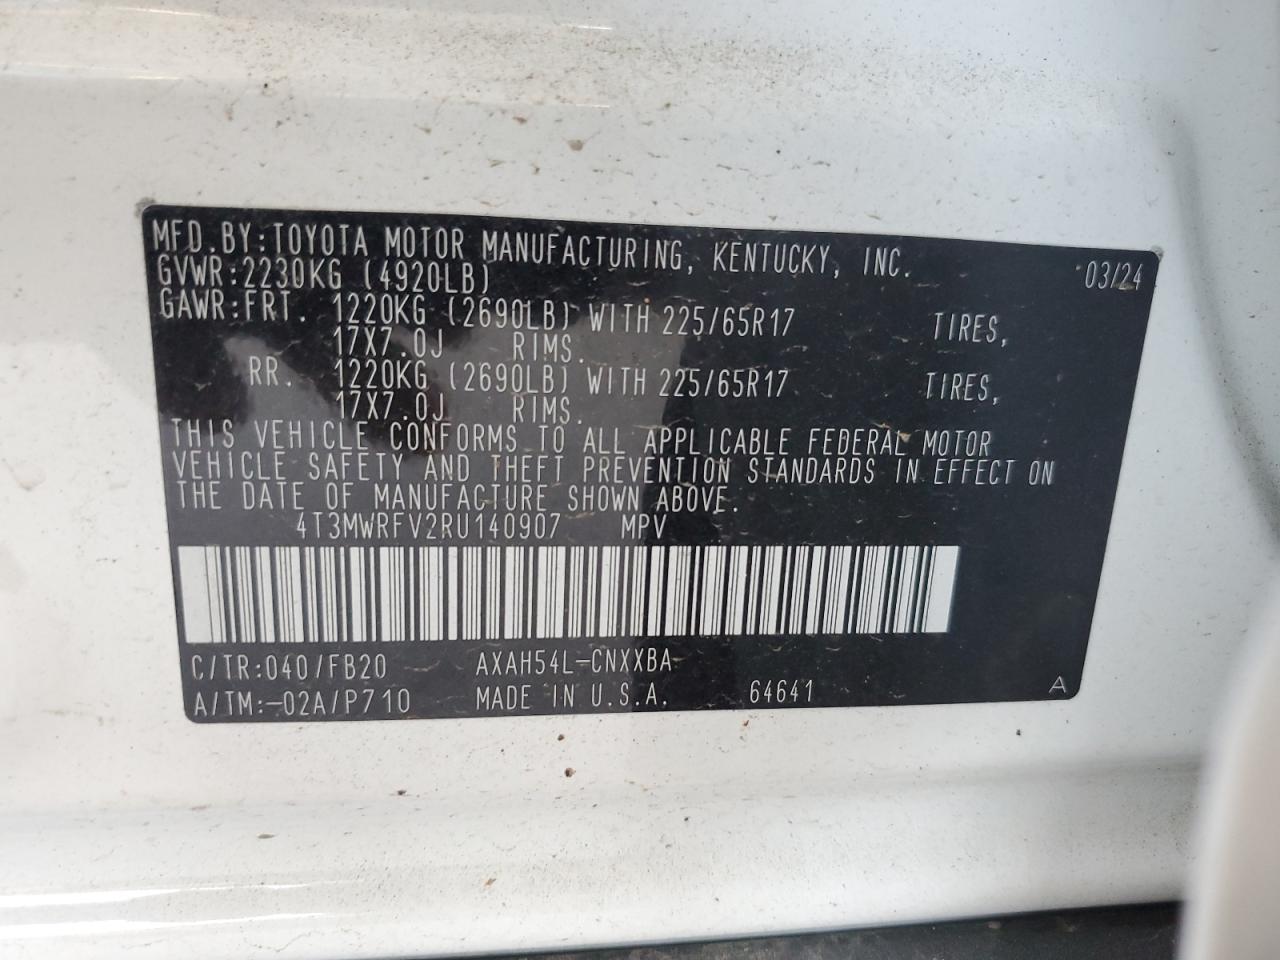 MFD.BY:TOYOTA MOTOR MANUFACTURING, KENTUCKY, INC. 03/24
GVWR:2230KG (4920LB)
GAWR:FRT. 1220KG (2690LB) WITH 225/65R17 TIRES,
17X7.0J RIMS.
RR. 1220KG (2690LB) WITH 225/65R17 TIRES,
17X7.0J RIMS.
THIS VEHICLE CONFORMS TO ALL APPLICABLE FEDERAL MOTOR
VEHICLE SAFETY AND THEFT PREVENTION STANDARDS IN EFFECT ON
THE DATE OF MANUFACTURE SHOWN ABOVE.
4T3MWRFV2RU140907 MPV
C/TR:040/FB20 AXAH54L-CNXXBA
A/TM:-02A/P710 MADE IN U.S.A. 64641 A